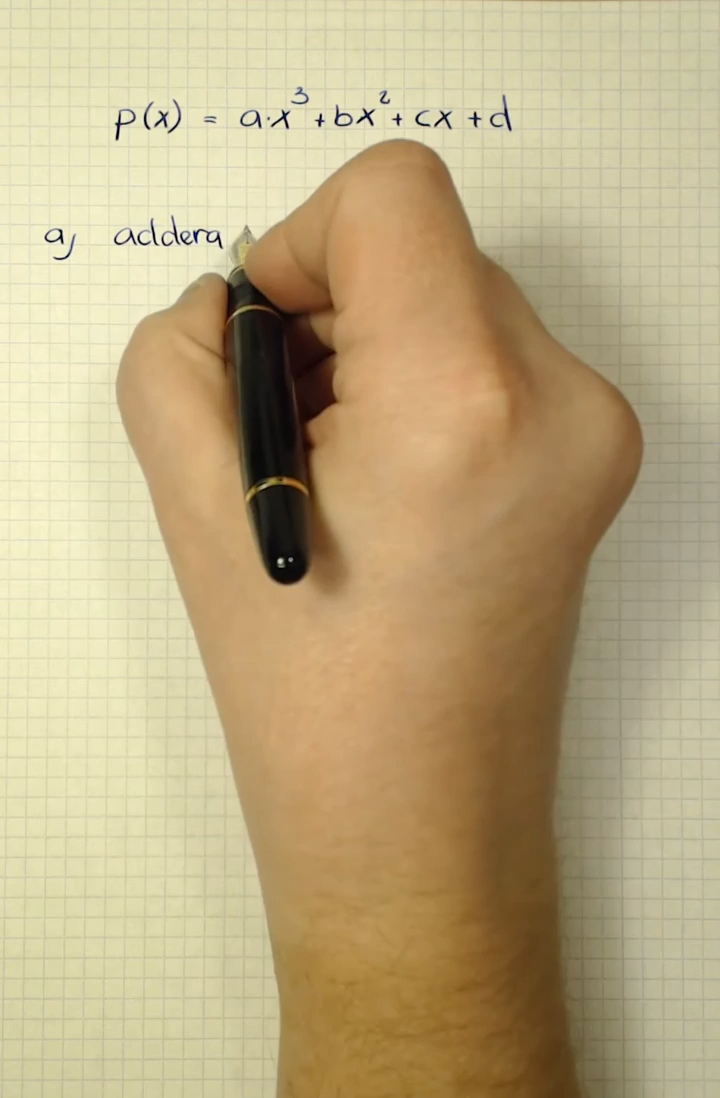 p(x) = a·x³+bx²+cx+d
a) addera